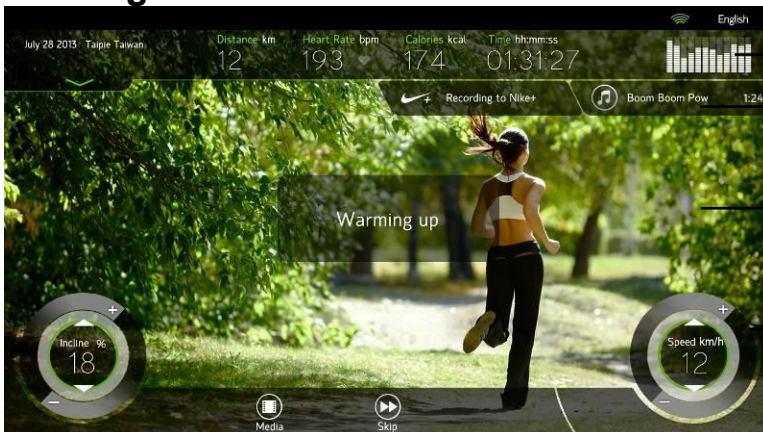 English
July 28 2013 Taipie Taiwan
Distance km
12
Heart Rate bpm
193
Calories kcal
174
Time hh:mm:ss
01:31:27
Recording to Nike+
Boom Boom Pow 1:24
Warming up
+
Incline %
18
-
+
Speed km/h
12
-
Media
Skip